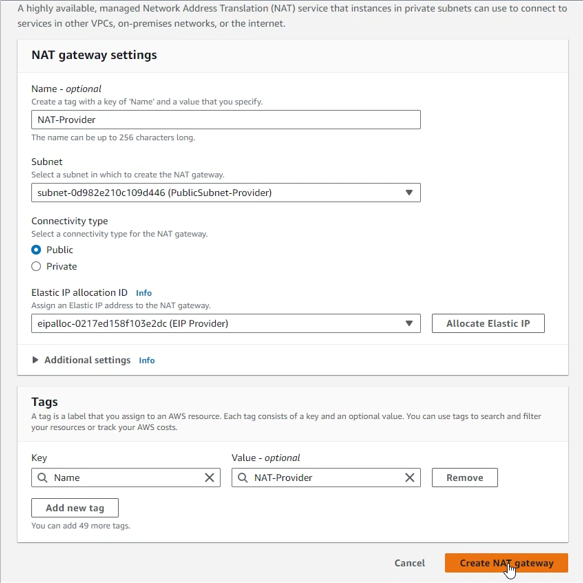 A highly available, managed Network Address Translation (NAT) service that instances in private subnets can use to connect to
services in other VPCs, on-premises networks, or the internet.
NAT gateway settings
Name - optional
Create a tag with a key of 'Name' and a value that you specify.
NAT-Provider
The name can be up to 256 characters long.
Subnet
Select a subnet in which to create the NAT gateway.
subnet-0d982e210c109d446 (PublicSubnet-Provider)
Connectivity type
Select a connectivity type for the NAT gateway.
Public
Private
Elastic IP allocation ID Info
Assign an Elastic IP address to the NAT gateway.
eipalloc-0217ed158f103e2dc (EIP Provider)
Allocate Elastic IP
Additional settings Info
Tags
A tag is a label that you assign to an AWS resource. Each tag consists of a key and an optional value. You can use tags to search and filter
your resources or track your AWS costs.
Key
Value - optional
Name
NAT-Provider
Remove
Add new tag
You can add 49 more tags.
Cancel
Create NAT gateway